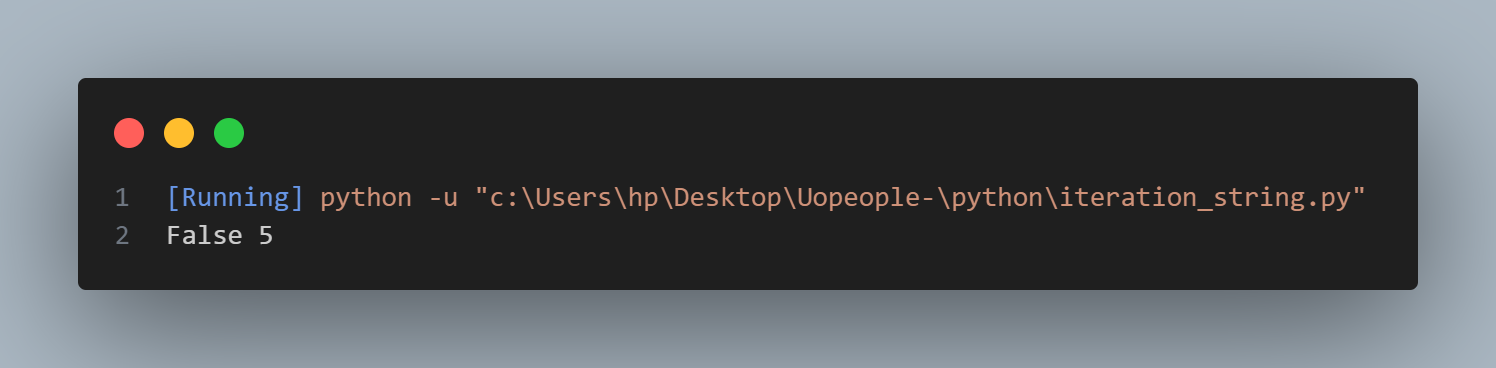 1 [Running] python -u "c:\Users\hp\Desktop\Uopeople-\python\iteration_string.py"
2 False 5